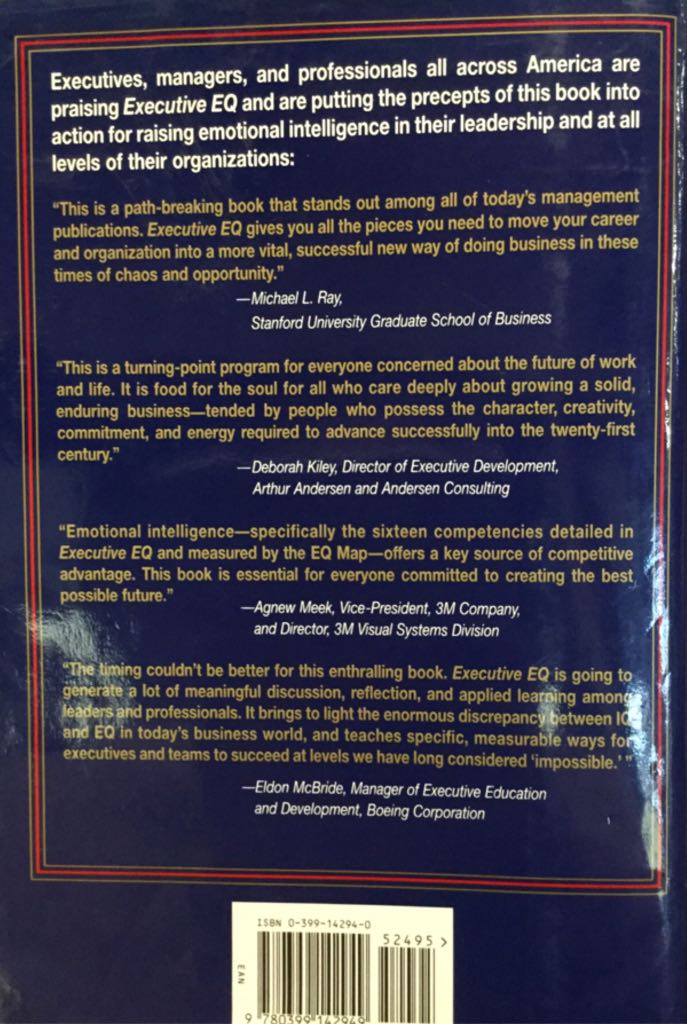 Executives, managers, and professionals all across America are
praising Executive EQ and are putting the precepts of this book into
action for raising emotional intelligence in their leadership and at all
levels of their organizations:
“This is a path-breaking book that stands out among all of today’s management
publications. Executive EQ gives you all the pieces you need to move your career
and organization into a more vital, successful new way of doing business in these
times of chaos and opportunity.”
—Michael L. Ray,
Stanford University Graduate School of Business
“This is a turning-point program for everyone concerned about the future of work
and life. It is food for the soul for all who care deeply about growing a solid,
enduring business—tended by people who possess the character, creativity,
commitment, and energy required to advance successfully into the twenty-first
century.”
—Deborah Kiley, Director of Executive Development,
Arthur Andersen and Andersen Consulting
“Emotional intelligence—specifically the sixteen competencies detailed in
Executive EQ and measured by the EQ Map—offers a key source of competitive
advantage. This book is essential for everyone committed to creating the best
possible future.”
—Agnew Meek, Vice-President, 3M Company,
and Director, 3M Visual Systems Division
“The timing couldn’t be better for this enthralling book. Executive EQ is going to
generate a lot of meaningful discussion, reflection, and applied learning among
leaders and professionals. It brings to light the enormous discrepancy between IQ
and EQ in today’s business world, and teaches specific, measurable ways for
executives and teams to succeed at levels we have long considered ‘impossible.’ ”
—Eldon McBride, Manager of Executive Education
and Development, Boeing Corporation
ISBN 0-399-14294-0
52495>
EAN
9 780399 142949